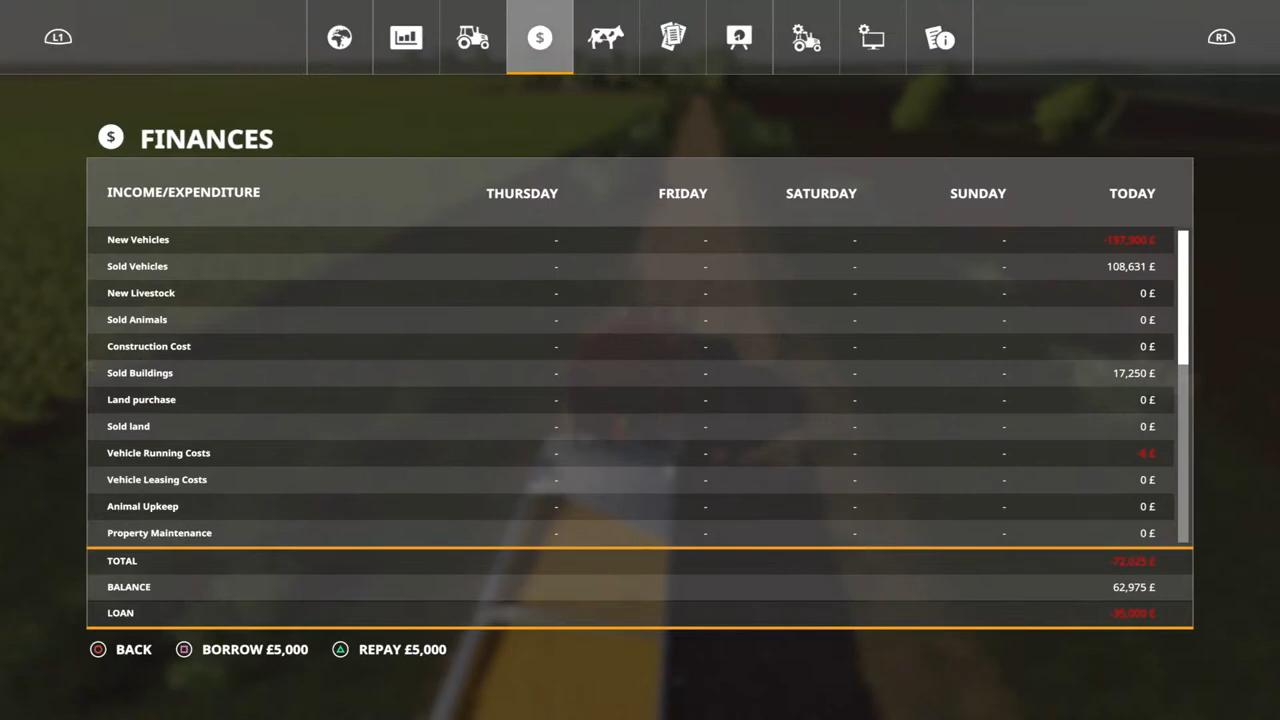 L1
R1
$ FINANCES
INCOME/EXPENDITURE THURSDAY FRIDAY SATURDAY SUNDAY TODAY
New Vehicles - - - - -197,900 £
Sold Vehicles - - - - 108,631 £
New Livestock - - - - 0 £
Sold Animals - - - - 0 £
Construction Cost - - - - 0 £
Sold Buildings - - - - 17,250 £
Land purchase - - - - 0 £
Sold land - - - - 0 £
Vehicle Running Costs - - - - -6 £
Vehicle Leasing Costs - - - - 0 £
Animal Upkeep - - - - 0 £
Property Maintenance - - - - 0 £
TOTAL -72,025 £
BALANCE 62,975 £
LOAN -35,000 £
BACK BORROW £5,000 REPAY £5,000